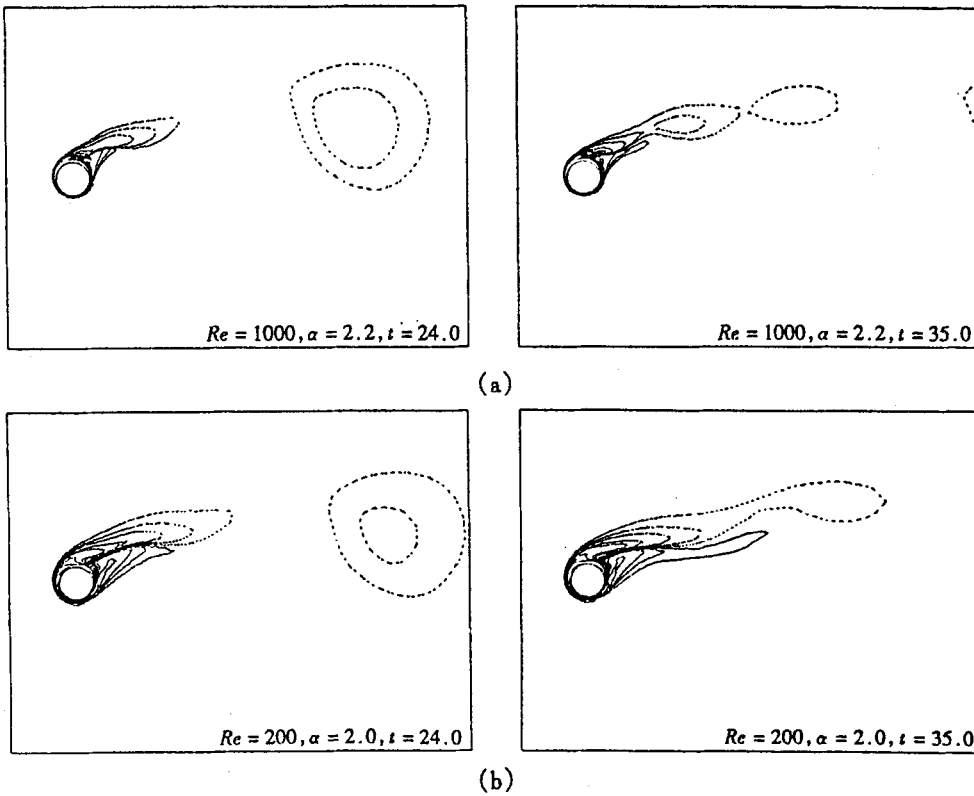 Re = 1000, α = 2.2, t = 24.0
Re = 1000, α = 2.2, t = 35.0
(a)
Re = 200, α = 2.0, t = 24.0
Re = 200, α = 2.0, t = 35.0
(b)